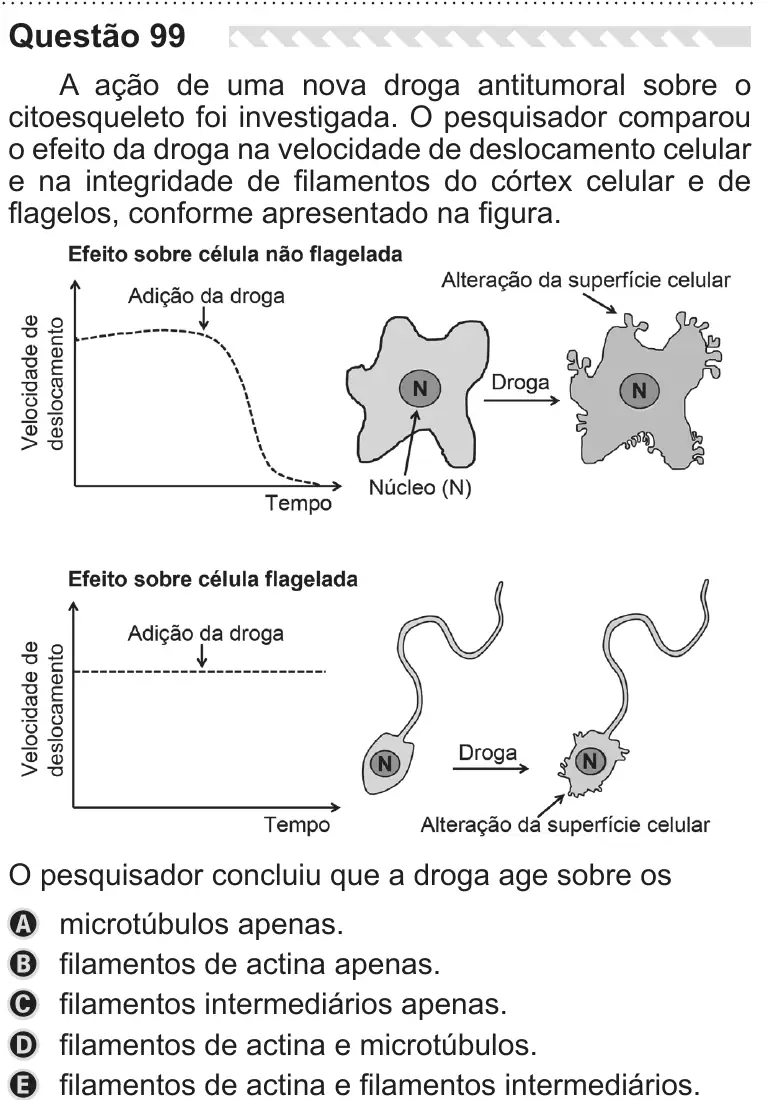 Questão 99
A ação de uma nova droga antitumoral sobre o
citoesqueleto foi investigada. O pesquisador comparou
o efeito da droga na velocidade de deslocamento celular
e na integridade de filamentos do córtex celular e de
flagelos, conforme apresentado na figura.
Efeito sobre célula não flagelada
Velocidade de
deslocamento
Adição da droga
Tempo
N
Núcleo (N)
Droga
Alteração da superfície celular
N
Efeito sobre célula flagelada
Velocidade de
deslocamento
Adição da droga
Tempo
N
Droga
N
Alteração da superfície celular
O pesquisador concluiu que a droga age sobre os
A microtúbulos apenas.
B filamentos de actina apenas.
C filamentos intermediários apenas.
D filamentos de actina e microtúbulos.
E filamentos de actina e filamentos intermediários.